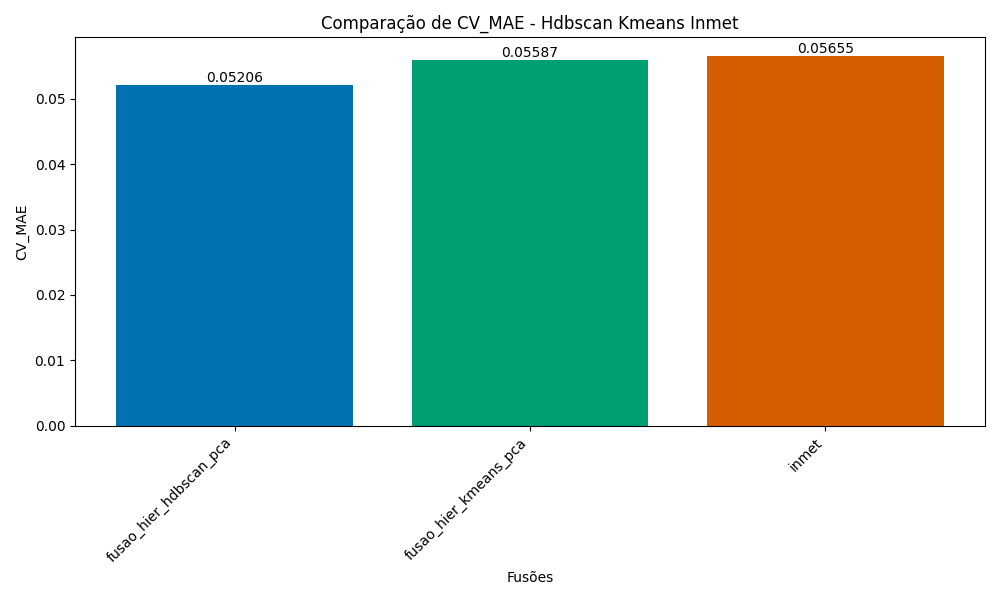 Comparação de CV_MAE - Hdbscan Kmeans Inmet
0.05206
0.05587
0.05655
CV_MAE
0.05
0.04
0.03
0.02
0.01
0.00
fusao_hier_hdbscan_pca
fusao_hier_kmeans_pca
inmet
Fusões